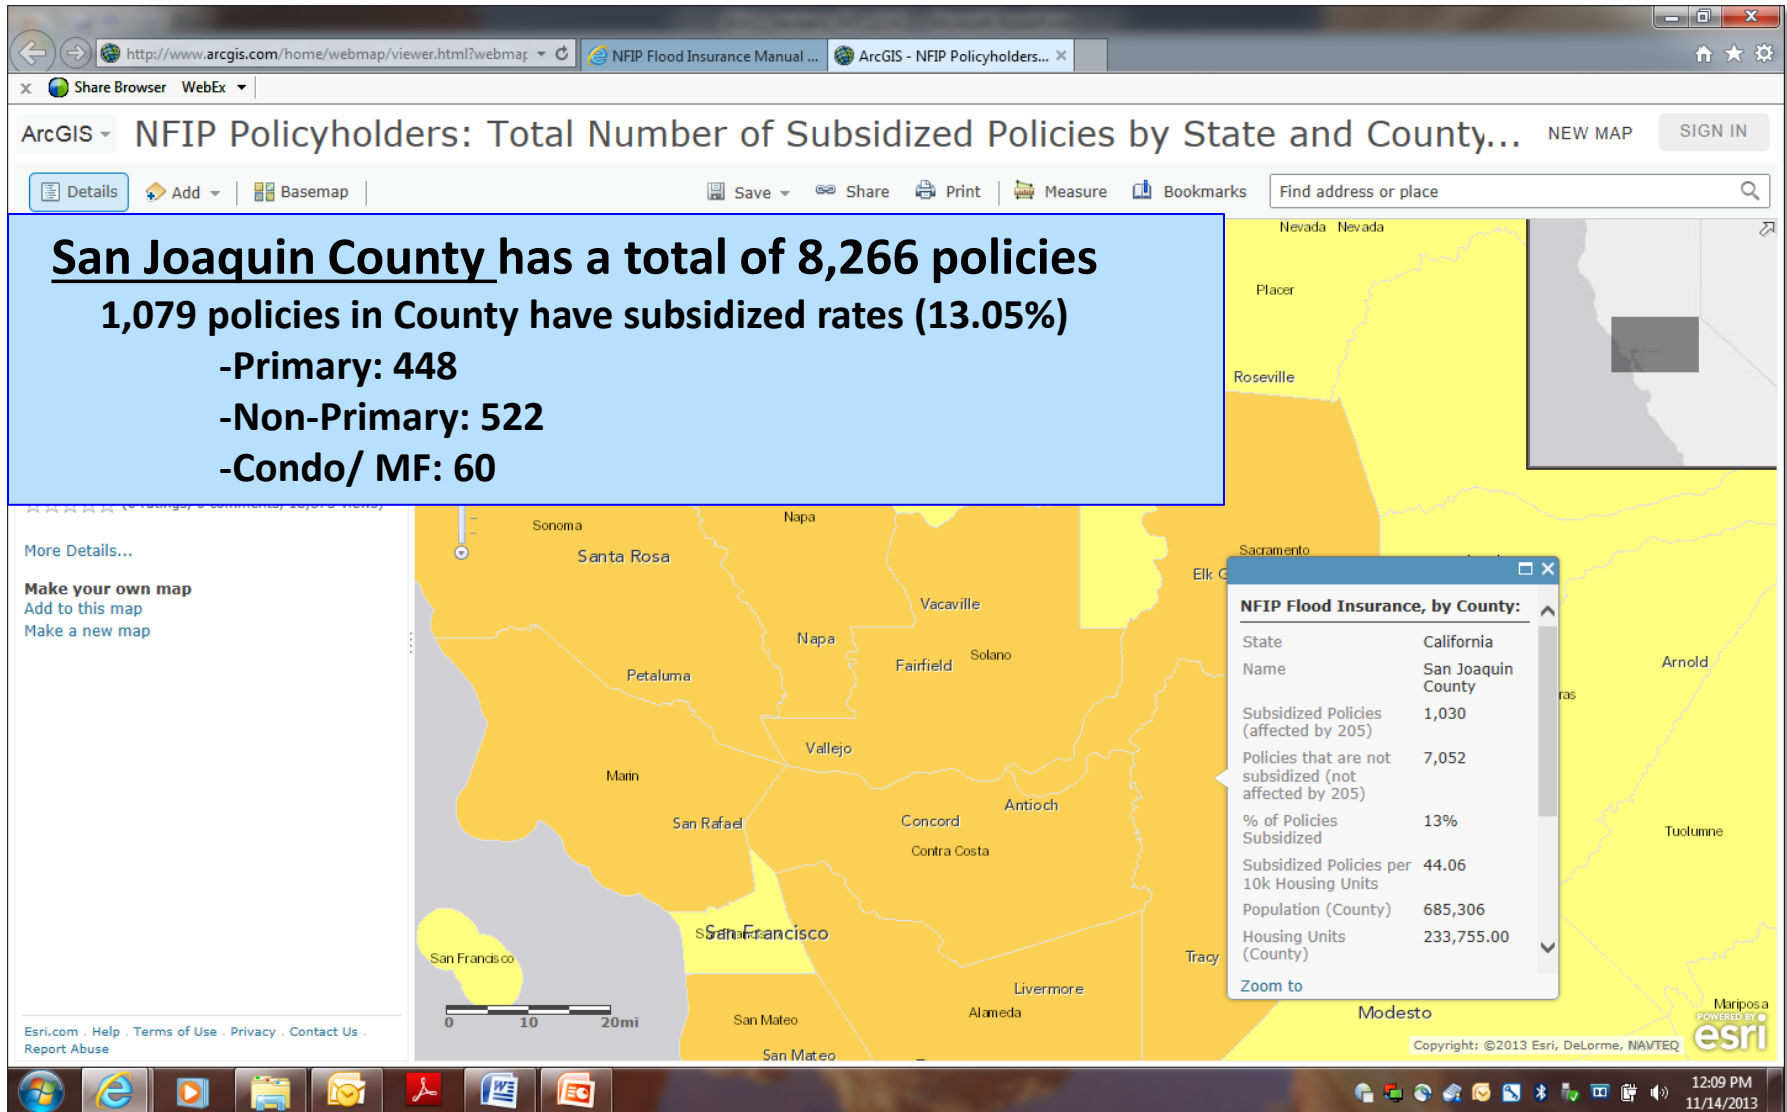 http://www.arcgis.com/home/webmap/viewer.html?webmap
NFIP Flood Insurance Manual ...
ArcGIS - NFIP Policyholders...
Share Browser WebEx
ArcGIS
NFIP Policyholders: Total Number of Subsidized Policies by State and County...
NEW MAP
SIGN IN
Details
Add
Basemap
Save
Share
Print
Measure
Bookmarks
Find address or place
San Joaquin County has a total of 8,266 policies
1,079 policies in County have subsidized rates (13.05%)
-Primary: 448
-Non-Primary: 522
-Condo/ MF: 60
More Details...
Make your own map
Add to this map
Make a new map
Esri.com . Help . Terms of Use . Privacy . Contact Us .
Report Abuse
Nevada Nevada
Placer
Roseville
Sonoma
Napa
Santa Rosa
Sacramento
Elk G
Vacaville
Napa
Solano
Fairfield
Petaluma
Arnold
ras
Vallejo
Marin
Antioch
San Rafael
Concord
Contra Costa
Tuolumne
San Francisco
San Francisco
Tracy
Livermore
Alameda
San Mateo
San Mateo
Modesto
Mariposa
0 10 20mi
NFIP Flood Insurance, by County:
State California
Name San Joaquin
County
Subsidized Policies 1,030
(affected by 205)
Policies that are not 7,052
subsidized (not
affected by 205)
% of Policies 13%
Subsidized
Subsidized Policies per 44.06
10k Housing Units
Population (County) 685,306
Housing Units 233,755.00
(County)
Zoom to
POWERED BY
esri
Copyright: ©2013 Esri, DeLorme, NAVTEQ
12:09 PM
11/14/2013